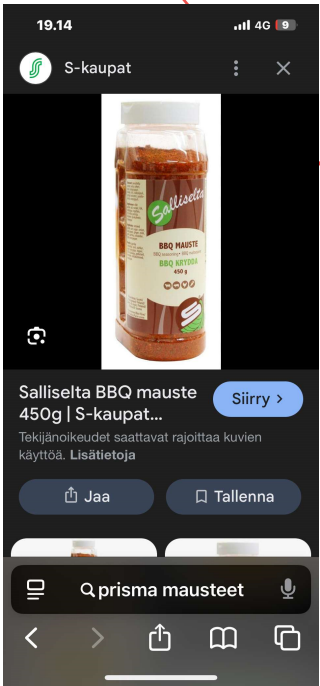 19.14
4G 9
S-kaupat
Salliselta
BBQ MAUSTE
BBQ KRYDDA
450 g
Salliselta BBQ mauste
450g | S-kaupat...
Siirry >
Tekijänoikeudet saattavat rajoittaa kuvien
käyttöä. Lisätietoja
Jaa
Tallenna
prisma mausteet